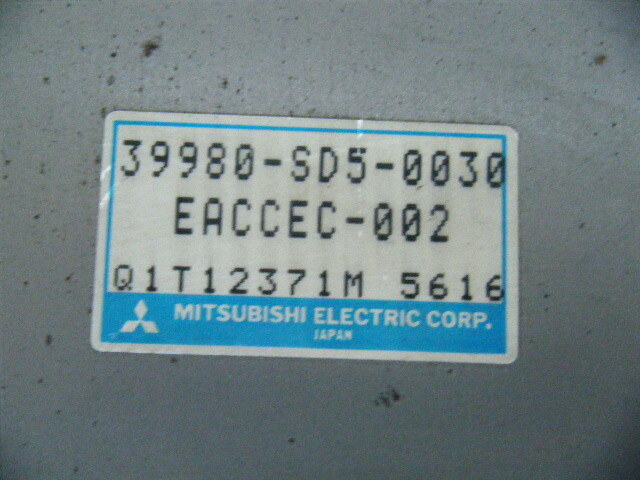 39980-SD5-0030
EACCEC-002
Q1T12371M 5616
MITSUBISHI ELECTRIC CORP.
JAPAN